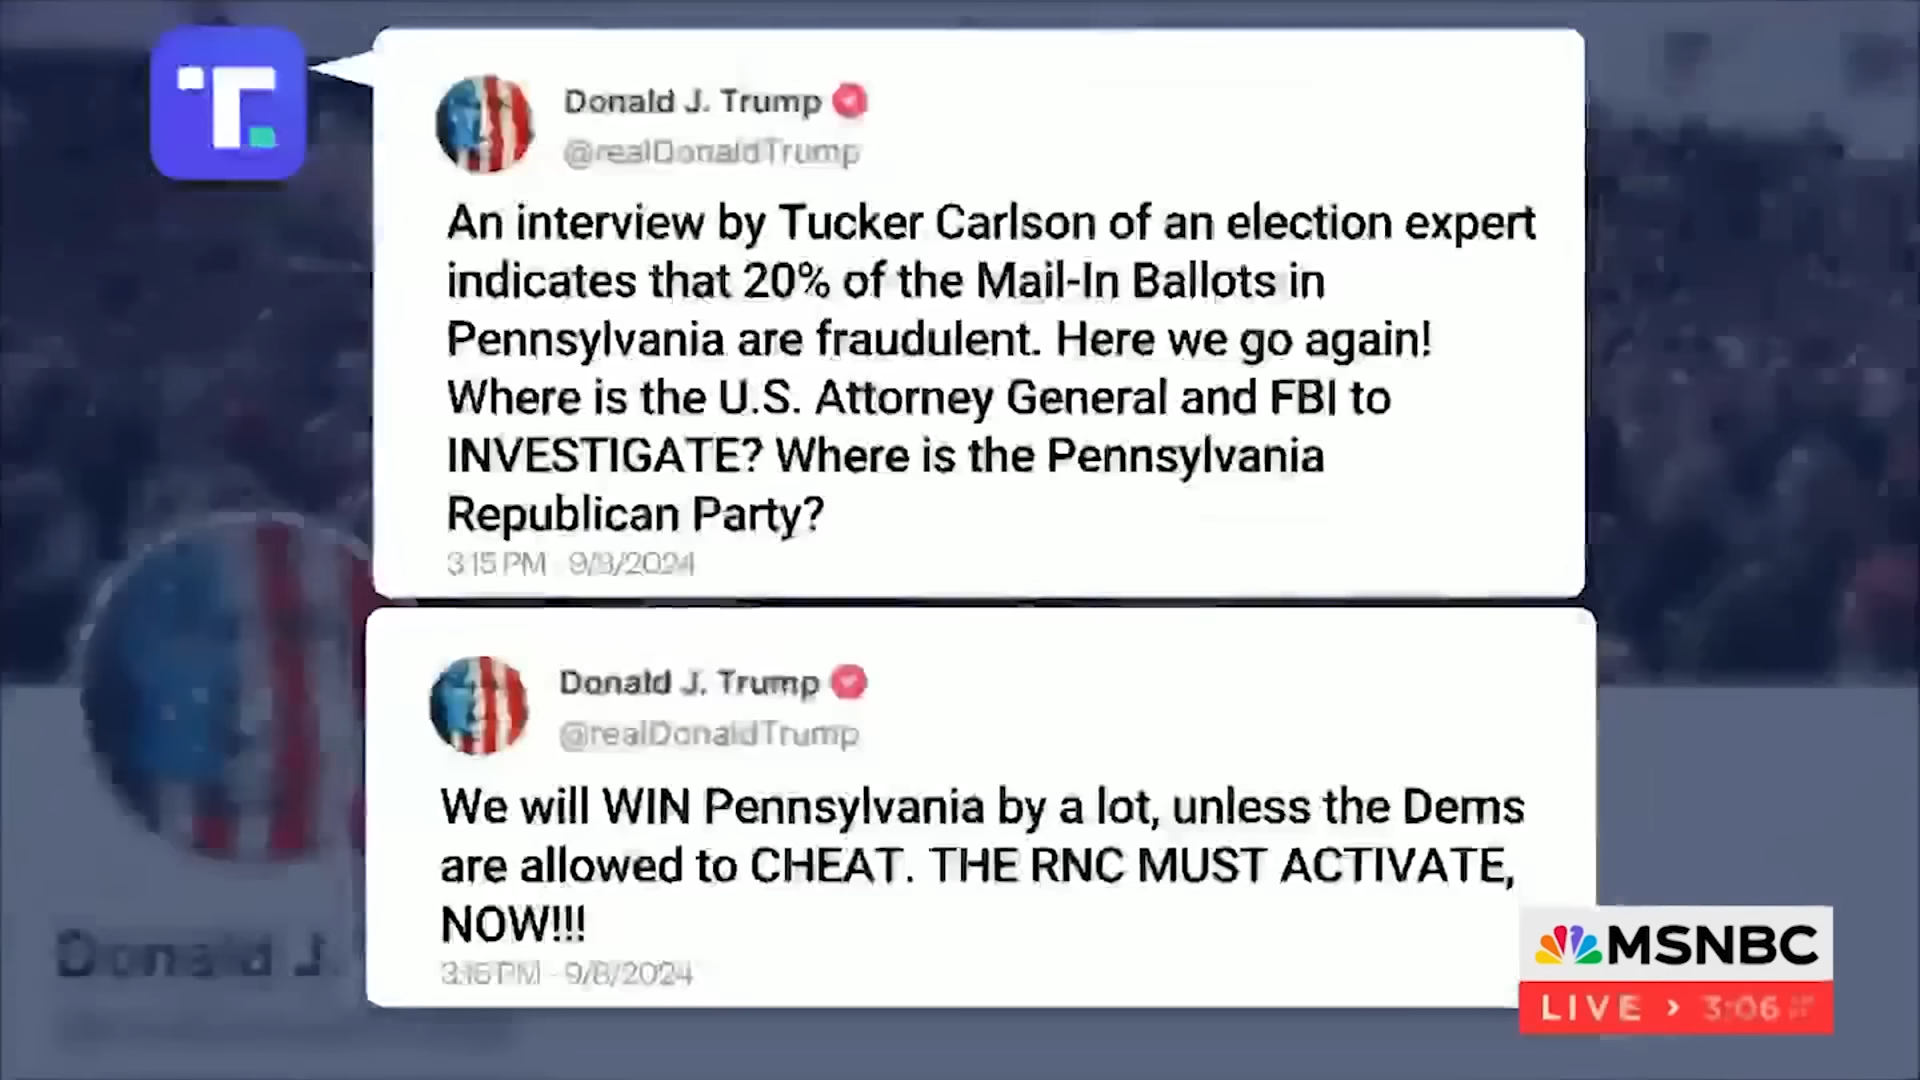 T.
Donald J. Trump
@realDonaldTrump
An interview by Tucker Carlson of an election expert
indicates that 20% of the Mail-In Ballots in
Pennsylvania are fraudulent. Here we go again!
Where is the U.S. Attorney General and FBI to
INVESTIGATE? Where is the Pennsylvania
Republican Party?
3:15 PM · 9/8/2024
Donald J. Trump
@realDonaldTrump
We will WIN Pennsylvania by a lot, unless the Dems
are allowed to CHEAT. THE RNC MUST ACTIVATE,
NOW!!!
3:16 PM · 9/8/2024
Donald J.
MSNBC
LIVE > 3:06